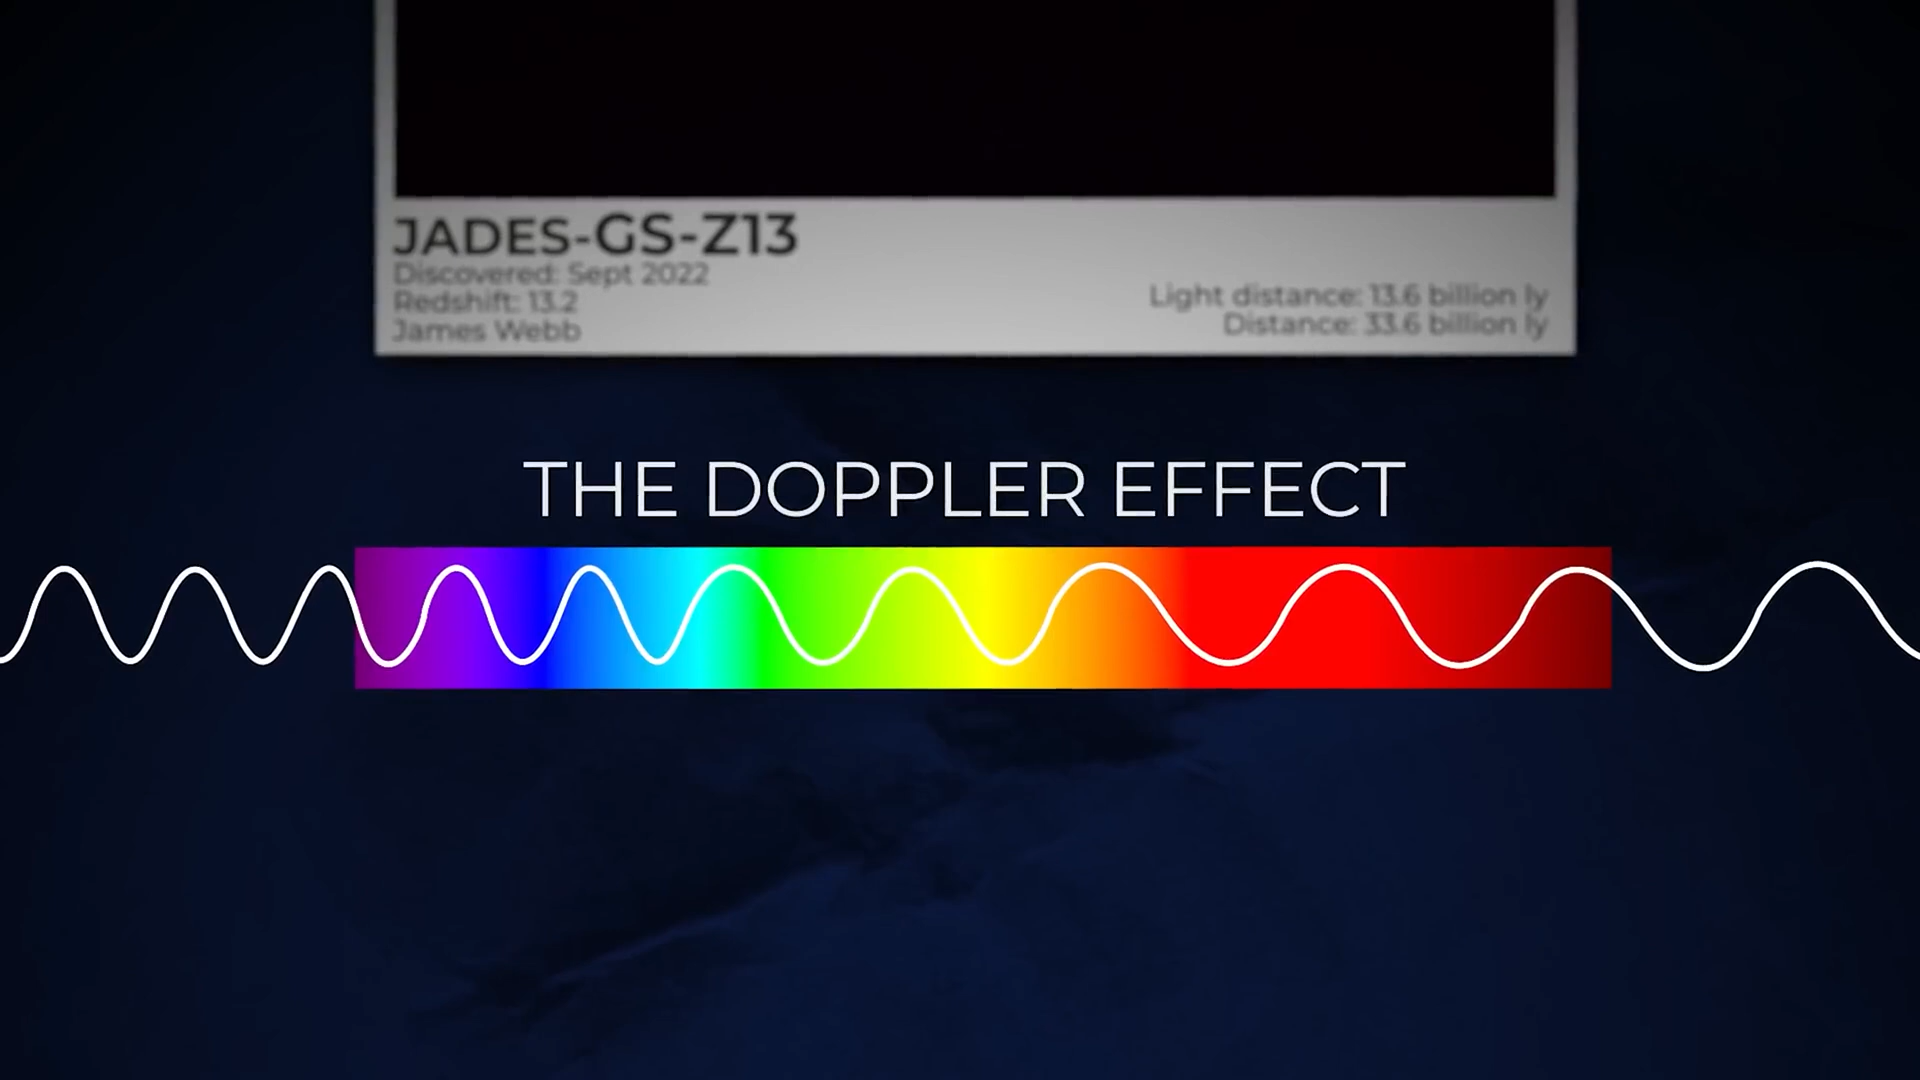 JADES-GS-Z13
Discovered: Sept 2022
Redshift: 13.2
James Webb
Light distance: 13.6 billion ly
Distance: 33.6 billion ly
THE DOPPLER EFFECT